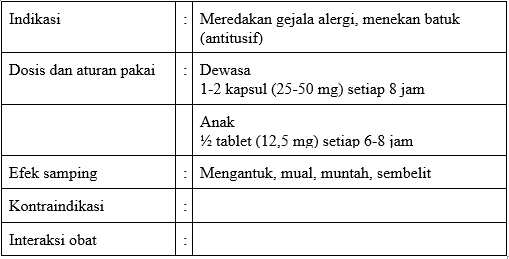 Indikasi : Meredakan gejala alergi, menekan batuk
(antitusif)
Dosis dan aturan pakai : Dewasa
1-2 kapsul (25-50 mg) setiap 8 jam
Anak
½ tablet (12,5 mg) setiap 6-8 jam
Efek samping : Mengantuk, mual, muntah, sembelit
Kontraindikasi :
Interaksi obat :